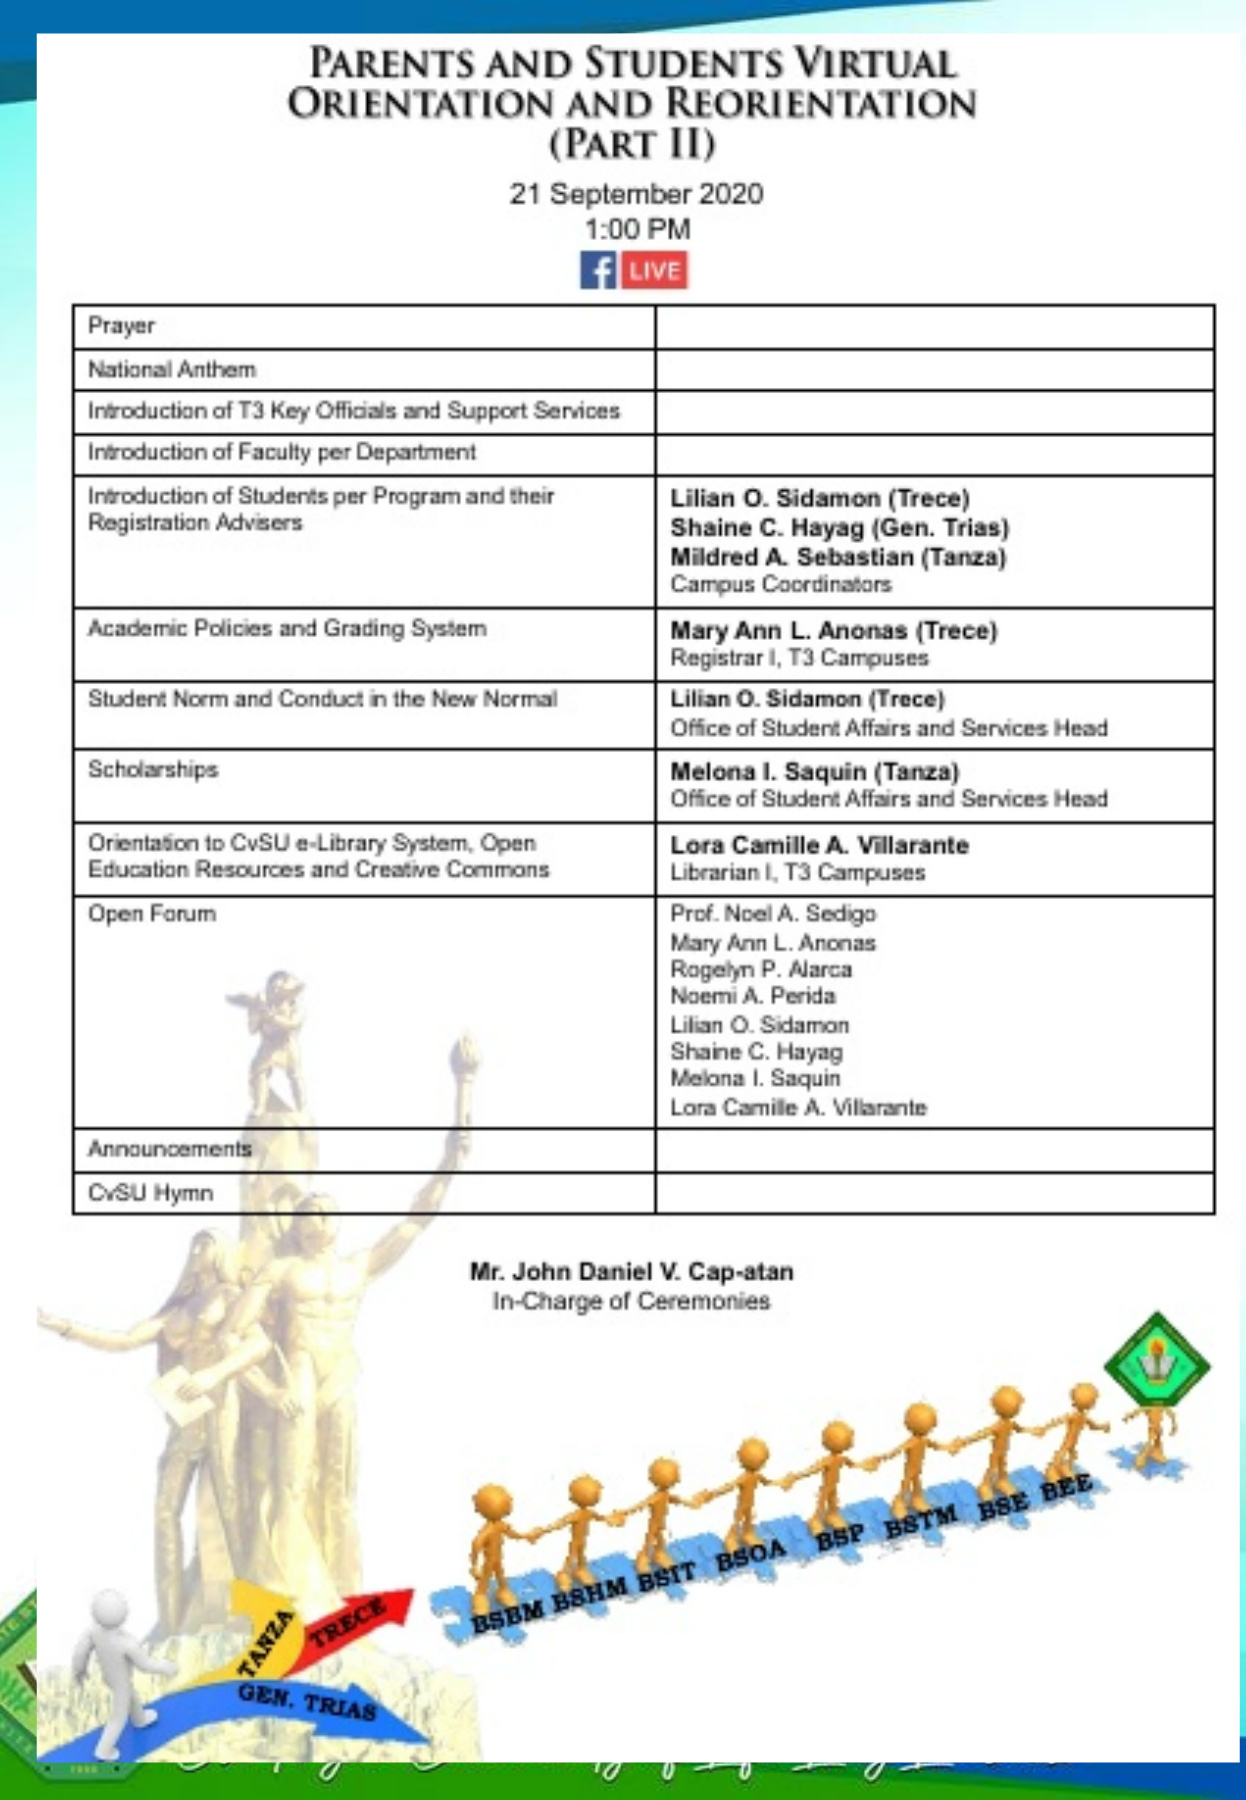 PARENTS AND STUDENTS VIRTUAL
ORIENTATION AND REORIENTATION
(PART II)
21 September 2020
1:00 PM
f LIVE
Prayer
National Anthem
Introduction of T3 Key Officials and Support Services
Introduction of Faculty per Department
Introduction of Students per Program and their
Registration Advisers
Lilian O. Sidamon (Trece)
Shaine C. Hayag (Gen. Trias)
Mildred A. Sebastian (Tanza)
Campus Coordinators
Academic Policies and Grading System
Mary Ann L. Anonas (Trece)
Registrar I, T3 Campuses
Student Norm and Conduct in the New Normal
Lilian O. Sidamon (Trece)
Office of Student Affairs and Services Head
Scholarships
Melona I. Saquin (Tanza)
Office of Student Affairs and Services Head
Orientation to CvSU e-Library System, Open
Education Resources and Creative Commons
Lora Camille A. Villarante
Librarian I, T3 Campuses
Open Forum
Prof. Noel A. Sedigo
Mary Ann L. Anonas
Rogelyn P. Alarca
Noemi A. Perida
Lilian O. Sidamon
Shaine C. Hayag
Melona I. Saquin
Lora Camille A. Villarante
Announcements
CvSU Hymn
Mr. John Daniel V. Cap-atan
In-Charge of Ceremonies
BSBM BSHM BSIT BSOA BSP BSTM BSE BEE
TANZA
TRECE
GEN. TRIAS